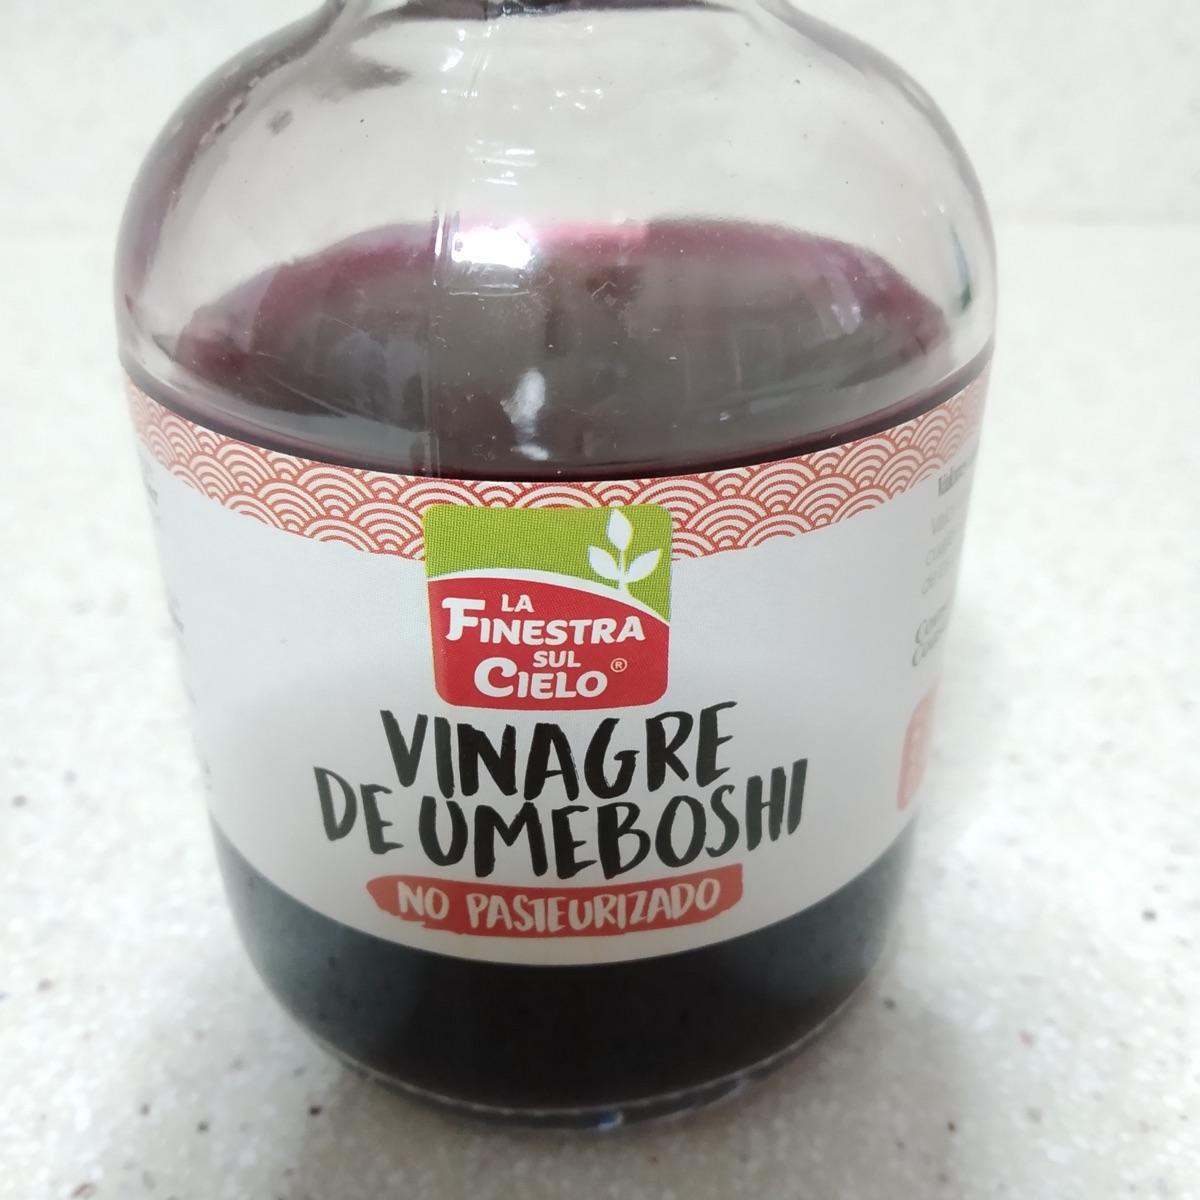 LA
FINESTRA
SUL
CIELO®
VINAGRE
DE UMEBOSHI
NO PASTEURIZADO